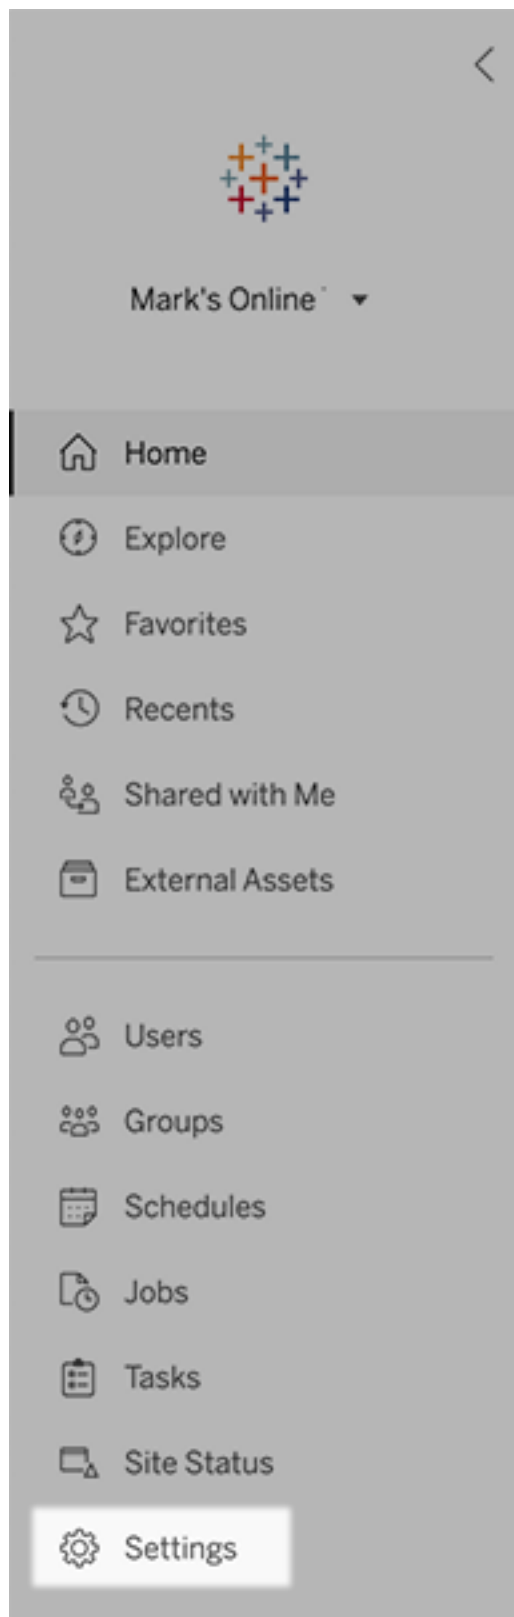 Mark's Online
Home
Explore
Favorites
Recents
Shared with Me
External Assets
Users
Groups
Schedules
Jobs
Tasks
Site Status
Settings